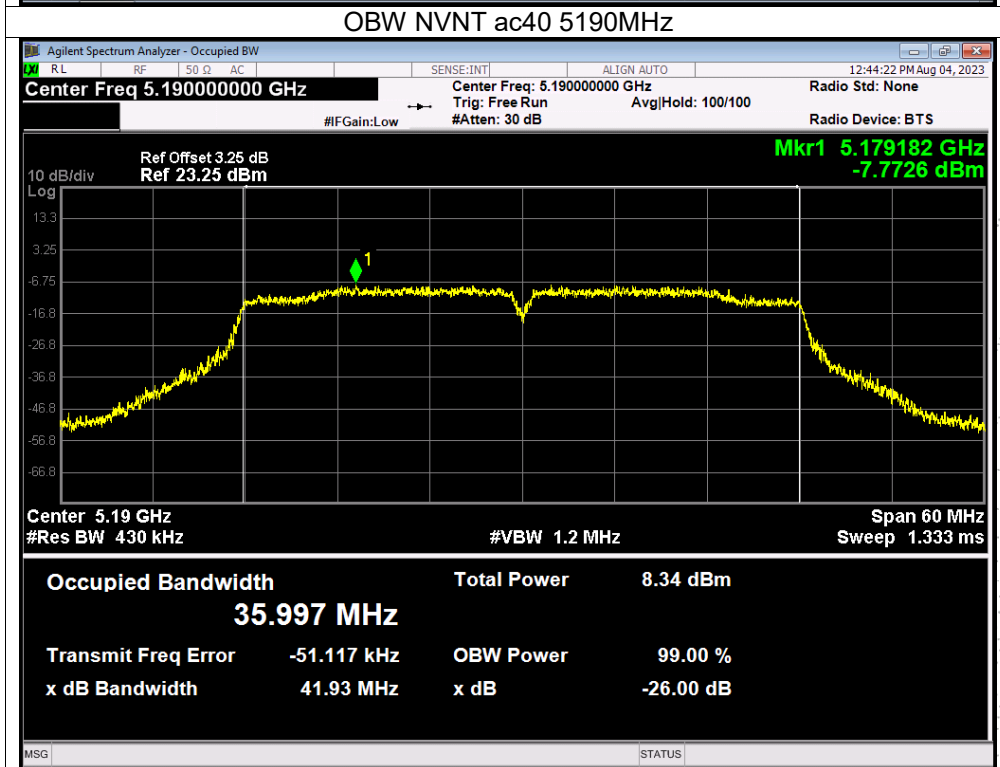 OBW NVNT ac40 5190MHz
Agilent Spectrum Analyzer - Occupied BW
LXI RL RF 50 Ω AC SENSE:INT ALIGN AUTO 12:44:22 PM Aug 04, 2023
Center Freq 5.190000000 GHz Center Freq: 5.190000000 GHz Radio Std: None
Trig: Free Run Avg|Hold: 100/100
#IFGain:Low #Atten: 30 dB Radio Device: BTS
Mkr1 5.179182 GHz
-7.7726 dBm
Ref Offset 3.25 dB
10 dB/div Ref 23.25 dBm
Log
13.3
3.25
1
-6.75
-16.8
-26.8
-36.8
-46.8
-56.8
-66.8
Center 5.19 GHz Span 60 MHz
#Res BW 430 kHz #VBW 1.2 MHz Sweep 1.333 ms
Occupied Bandwidth Total Power 8.34 dBm
35.997 MHz
Transmit Freq Error -51.117 kHz OBW Power 99.00 %
x dB Bandwidth 41.93 MHz x dB -26.00 dB
MSG STATUS